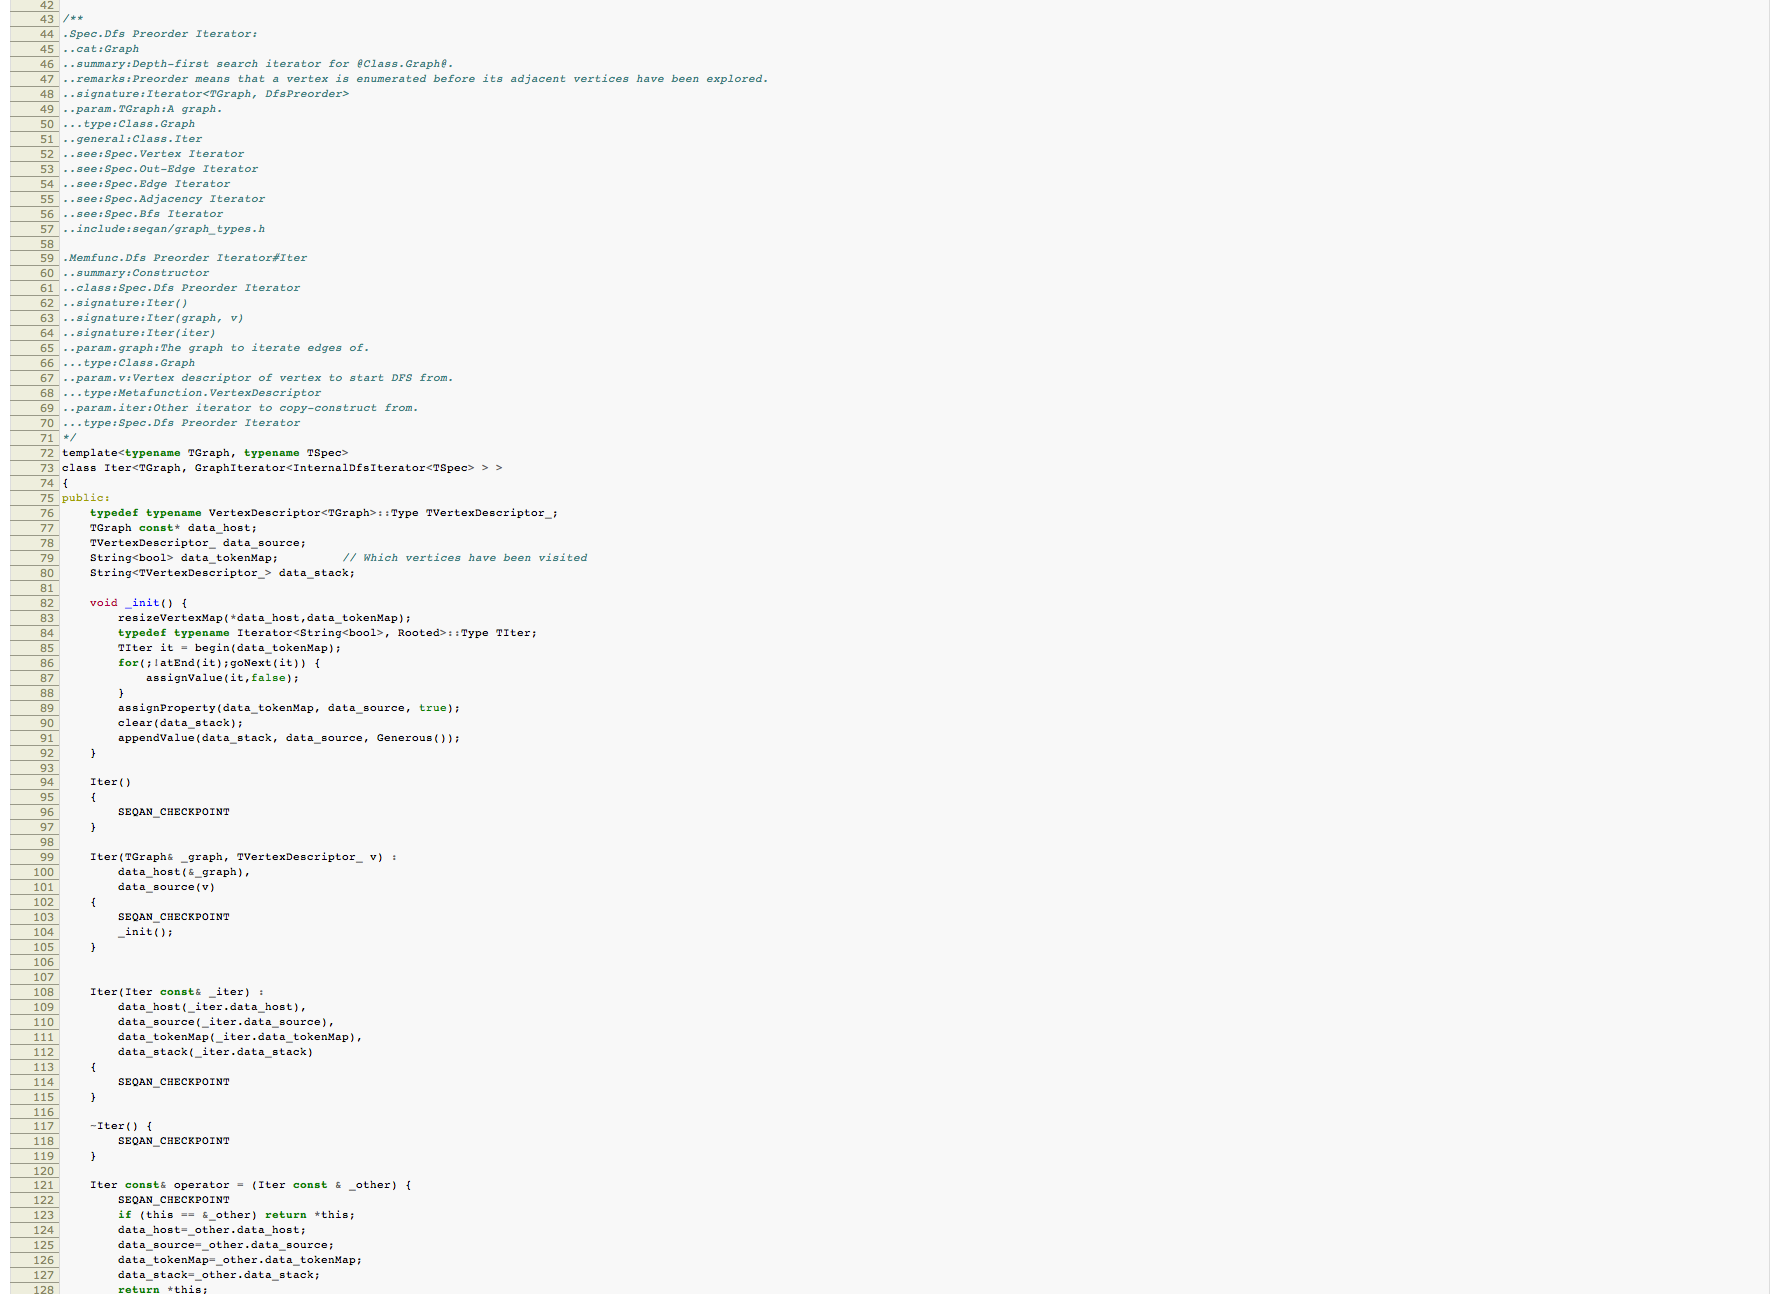 42
43 /**
44 .Spec.Dfs Preorder Iterator:
45 ..cat:Graph
46 ..summary:Depth-first search iterator for @Class.Graph@.
47 ..remarks:Preorder means that a vertex is enumerated before its adjacent vertices have been explored.
48 ..signature:Iterator<TGraph, DfsPreorder>
49 ..param.TGraph:A graph.
50 ...type:Class.Graph
51 ..general:Class.Iter
52 ..see:Spec.Vertex Iterator
53 ..see:Spec.Out-Edge Iterator
54 ..see:Spec.Edge Iterator
55 ..see:Spec.Adjacency Iterator
56 ..see:Spec.Bfs Iterator
57 ..include:seqan/graph_types.h
58
59 .Memfunc.Dfs Preorder Iterator#Iter
60 ..summary:Constructor
61 ..class:Spec.Dfs Preorder Iterator
62 ..signature:Iter()
63 ..signature:Iter(graph, v)
64 ..signature:Iter(iter)
65 ..param.graph:The graph to iterate edges of.
66 ...type:Class.Graph
67 ..param.v:Vertex descriptor of vertex to start DFS from.
68 ...type:Metafunction.VertexDescriptor
69 ..param.iter:Other iterator to copy-construct from.
70 ...type:Spec.Dfs Preorder Iterator
71 */
72 template<typename TGraph, typename TSpec>
73 class Iter<TGraph, GraphIterator<InternalDfsIterator<TSpec> > >
74 {
75 public:
76     typedef typename VertexDescriptor<TGraph>::Type TVertexDescriptor_;
77     TGraph const* data_host;
78     TVertexDescriptor_ data_source;
79     String<bool> data_tokenMap;         // Which vertices have been visited
80     String<TVertexDescriptor_> data_stack;
81
82     void _init() {
83         resizeVertexMap(*data_host,data_tokenMap);
84         typedef typename Iterator<String<bool>, Rooted>::Type TIter;
85         TIter it = begin(data_tokenMap);
86         for(;!atEnd(it);goNext(it)) {
87             assignValue(it,false);
88         }
89         assignProperty(data_tokenMap, data_source, true);
90         clear(data_stack);
91         appendValue(data_stack, data_source, Generous());
92     }
93
94     Iter()
95     {
96         SEQAN_CHECKPOINT
97     }
98
99     Iter(TGraph& _graph, TVertexDescriptor_ v) :
100         data_host(&_graph),
101         data_source(v)
102     {
103         SEQAN_CHECKPOINT
104         _init();
105     }
106
107
108     Iter(Iter const& _iter) :
109         data_host(_iter.data_host),
110         data_source(_iter.data_source),
111         data_tokenMap(_iter.data_tokenMap),
112         data_stack(_iter.data_stack)
113     {
114         SEQAN_CHECKPOINT
115     }
116
117     ~Iter() {
118         SEQAN_CHECKPOINT
119     }
120
121     Iter const& operator = (Iter const & _other) {
122         SEQAN_CHECKPOINT
123         if (this == &_other) return *this;
124         data_host=_other.data_host;
125         data_source=_other.data_source;
126         data_tokenMap=_other.data_tokenMap;
127         data_stack=_other.data_stack;
128         return *this;